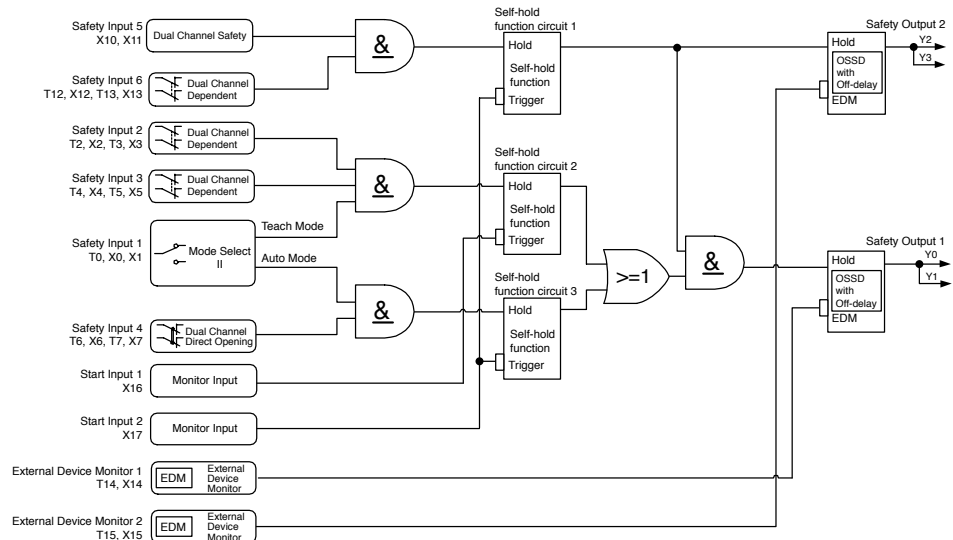 Safety Input 5
X10, X11
Dual Channel Safety
&
Safety Input 6
T12, X12, T13, X13
Dual Channel
Dependent
Safety Input 2
T2, X2, T3, X3
Dual Channel
Dependent
Safety Input 3
T4, X4, T5, X5
Dual Channel
Dependent
&
Safety Input 1
T0, X0, X1
Mode Select
II
Teach Mode
Auto Mode
&
Safety Input 4
T6, X6, T7, X7
Dual Channel
Direct Opening
Start Input 1
X16
Monitor Input
Start Input 2
X17
Monitor Input
External Device Monitor 1
T14, X14
EDM
External
Device
Monitor
External Device Monitor 2
T15, X15
EDM
External
Device
Monitor
Self-hold
function circuit 1
Hold
Self-hold
function
Trigger
Self-hold
function circuit 2
Hold
Self-hold
function
Trigger
Self-hold
function circuit 3
Hold
Self-hold
function
Trigger
>=1
&
Safety Output 2
Hold
OSSD
with
Off-delay
EDM
Y2
Y3
Safety Output 1
Hold
OSSD
with
Off-delay
EDM
Y0
Y1